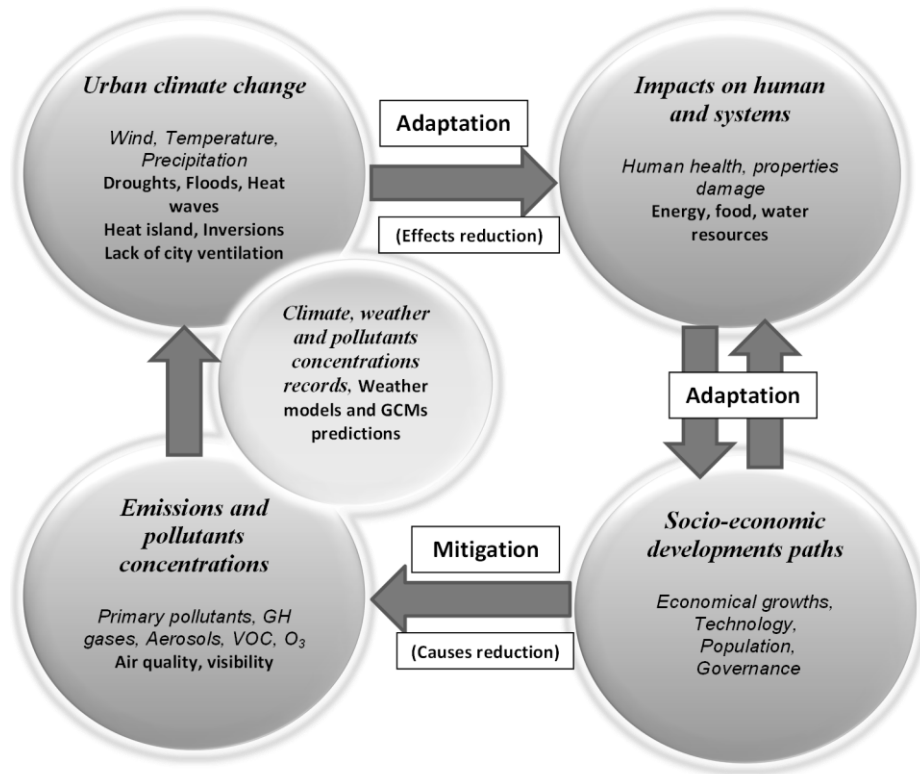 Urban climate change
Wind, Temperature,
Precipitation
Droughts, Floods, Heat
waves
Heat island, Inversions
Lack of city ventilation
Adaptation
(Effects reduction)
Impacts on human
and systems
Human health, properties
damage
Energy, food, water
resources
Climate, weather
and pollutants
concentrations
records, Weather
models and GCMs
predictions
Adaptation
Emissions and
pollutants
concentrations
Primary pollutants, GH
gases, Aerosols, VOC, O₃
Air quality, visibility
Mitigation
(Causes reduction)
Socio-economic
developments paths
Economical growths,
Technology,
Population,
Governance